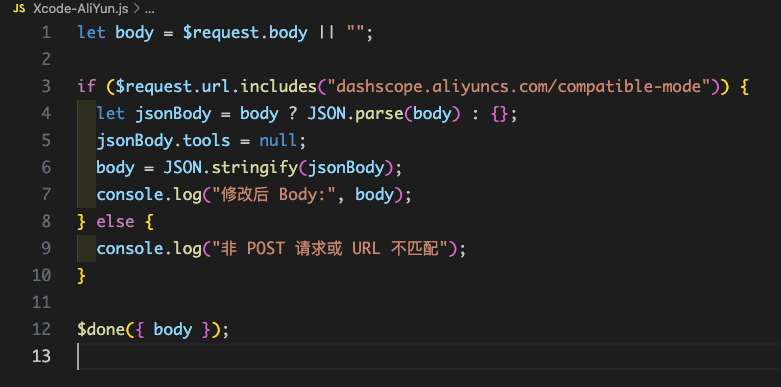 JS Xcode-AliYun.js > ...
1 let body = $request.body || "";
2
3 if ($request.url.includes("dashscope.aliyuncs.com/compatible-mode")) {
4   let jsonBody = body ? JSON.parse(body) : {};
5   jsonBody.tools = null;
6   body = JSON.stringify(jsonBody);
7   console.log("修改后 Body:", body);
8 } else {
9   console.log("非 POST 请求或 URL 不匹配");
10 }
11
12 $done({ body });
13